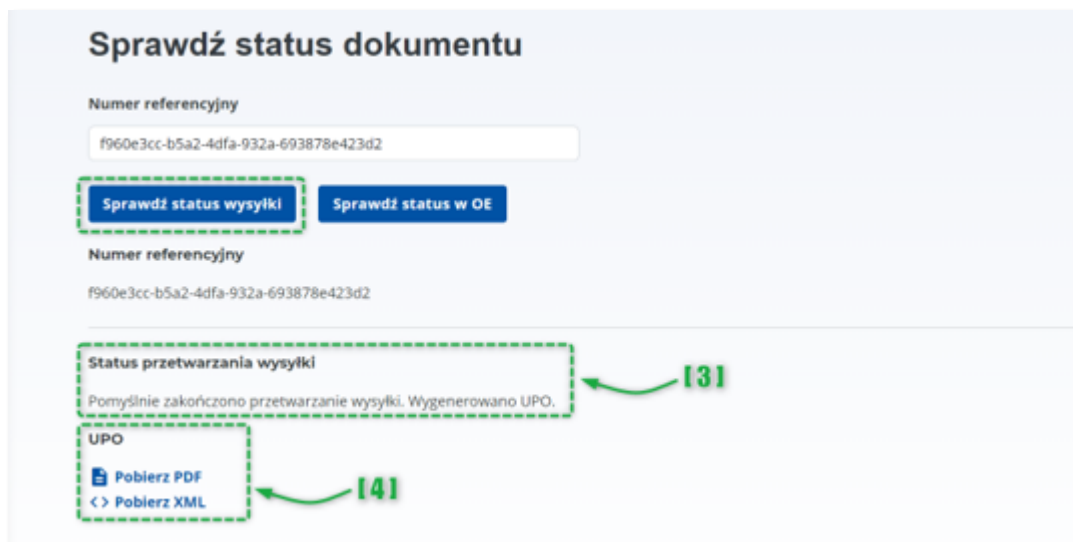 Sprawdź status dokumentu
Numer referencyjny
f960e3cc-b5a2-4dfa-932a-693878e423d2
Sprawdź status wysyłki Sprawdź status w OE
Numer referencyjny
f960e3cc-b5a2-4dfa-932a-693878e423d2
Status przetwarzania wysyłki
[3]
Pomyślnie zakończono przetwarzanie wysyłki. Wygenerowano UPO.
UPO
Pobierz PDF
[4]
<> Pobierz XML